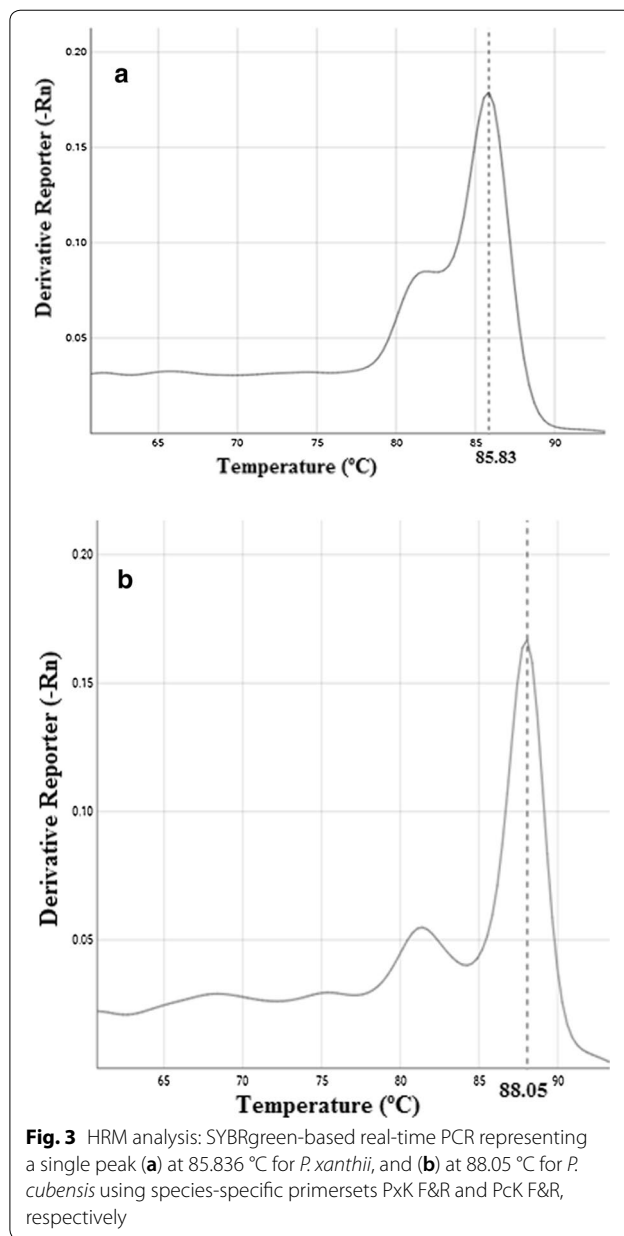 a
Derivative Reporter (-Rn)
0.20
0.15
0.10
0.05
65 70 75 80 85 90
85.83
Temperature (°C)
b
Derivative Reporter (-Rn)
0.20
0.15
0.10
0.05
65 70 75 80 85 90
88.05
Temperature (°C)
Fig. 3 HRM analysis: SYBRgreen-based real-time PCR representing
a single peak (a) at 85.836 °C for P. xanthii, and (b) at 88.05 °C for P.
cubensis using species-specific primersets PxK F&R and PcK F&R,
respectively